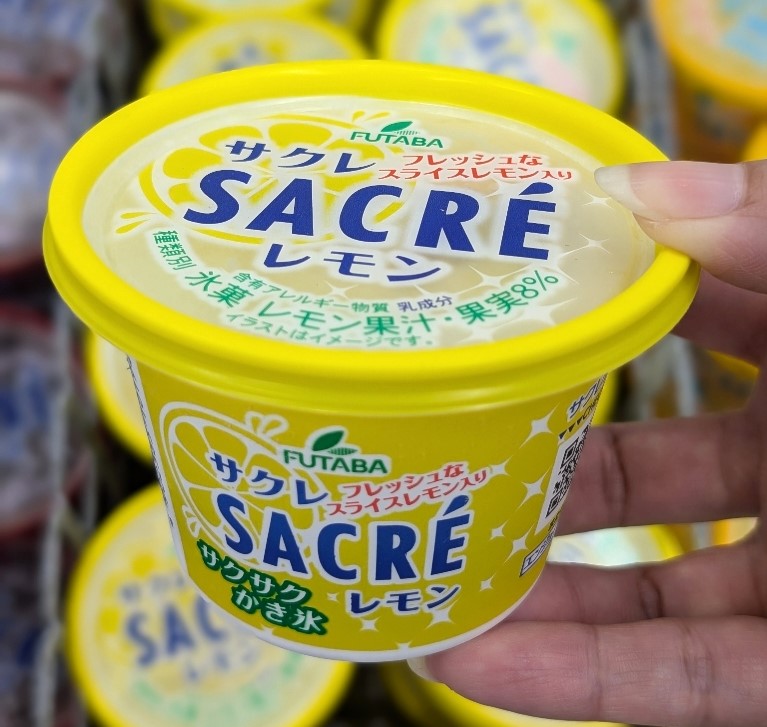 FUTABA
サクレ
フレッシュな
スライスレモン入り
SACRÉ
レモン
種類別 氷菓 レモン果汁・果実8%
含有アレルギー物質 乳成分
イラストはイメージです。
FUTABA
サクレ
フレッシュな
スライスレモン入り
SACRÉ
レモン
サクサク
かき氷